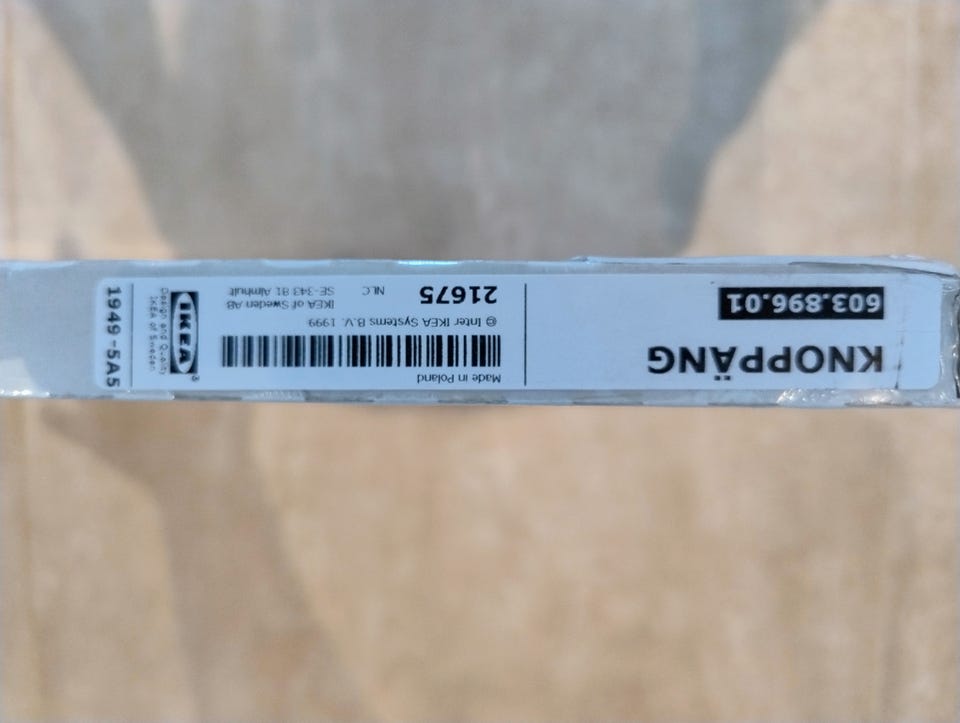 KNOPPÄNG
603.896.01
Made in Poland
© Inter IKEA Systems B.V. 1999
21675
NLC
IKEA of Sweden AB
SE-343 81 Älmhult
IKEA®
Design and Quality
IKEA of Sweden
1949-5A5